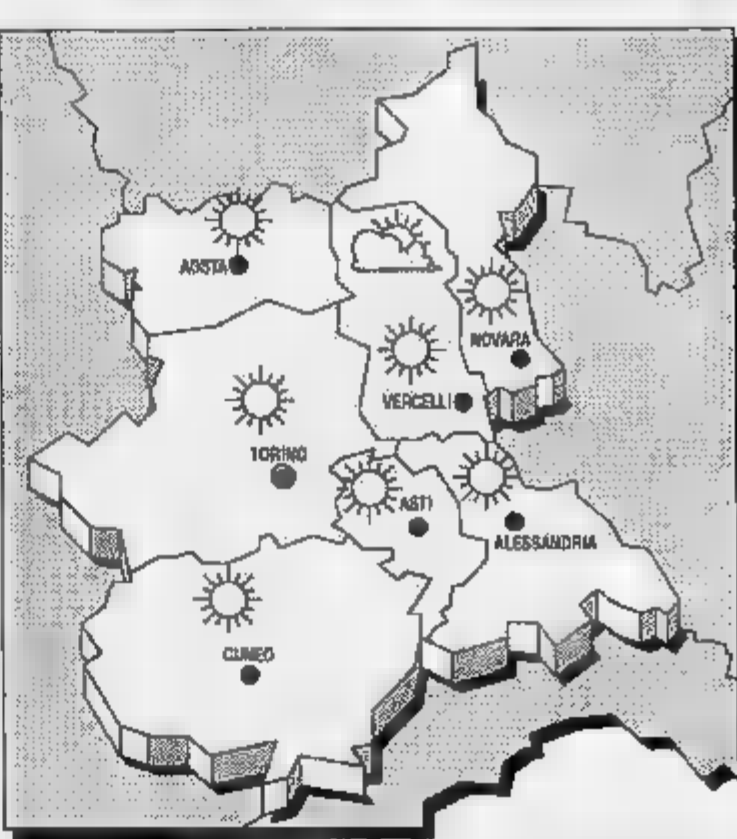 AOSTA
NOVARA
VERCELLI
TORINO
ASTI
ALESSANDRIA
CUNEO